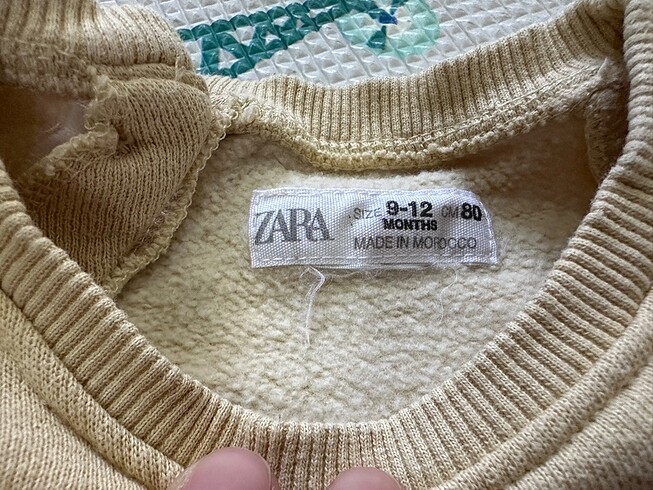 ZARA
SIZE 9-12 CM 80
MONTHS
MADE IN MOROCCO